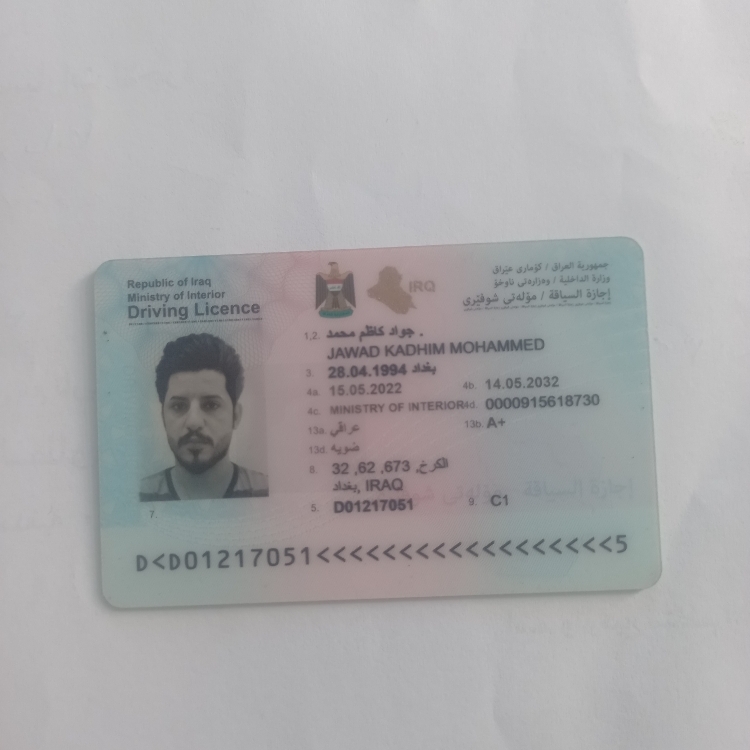 Republic of Iraq
Ministry of Interior
Driving Licence
IRQ
جمهورية العراق / كۆماری عێراق
وزارة الداخلية / وەزارەتی ناوخۆ
إجازة السياقة / مۆڵەتی شوفێری
1,2. جواد كاظم محمد .
JAWAD KADHIM MOHAMMED
3. 28.04.1994 بغداد
4a. 15.05.2022 4b. 14.05.2032
4c. MINISTRY OF INTERIOR 4d. 0000915618730
13a. عراقي 13b. A+
13d. ضويه
8. الكرخ, 673, 62, 32
بغداد, IRAQ
5. D01217051 9. C1
7.
إجازة السياقة
D<D01217051<<<<<<<<<<<<<<<<<<5